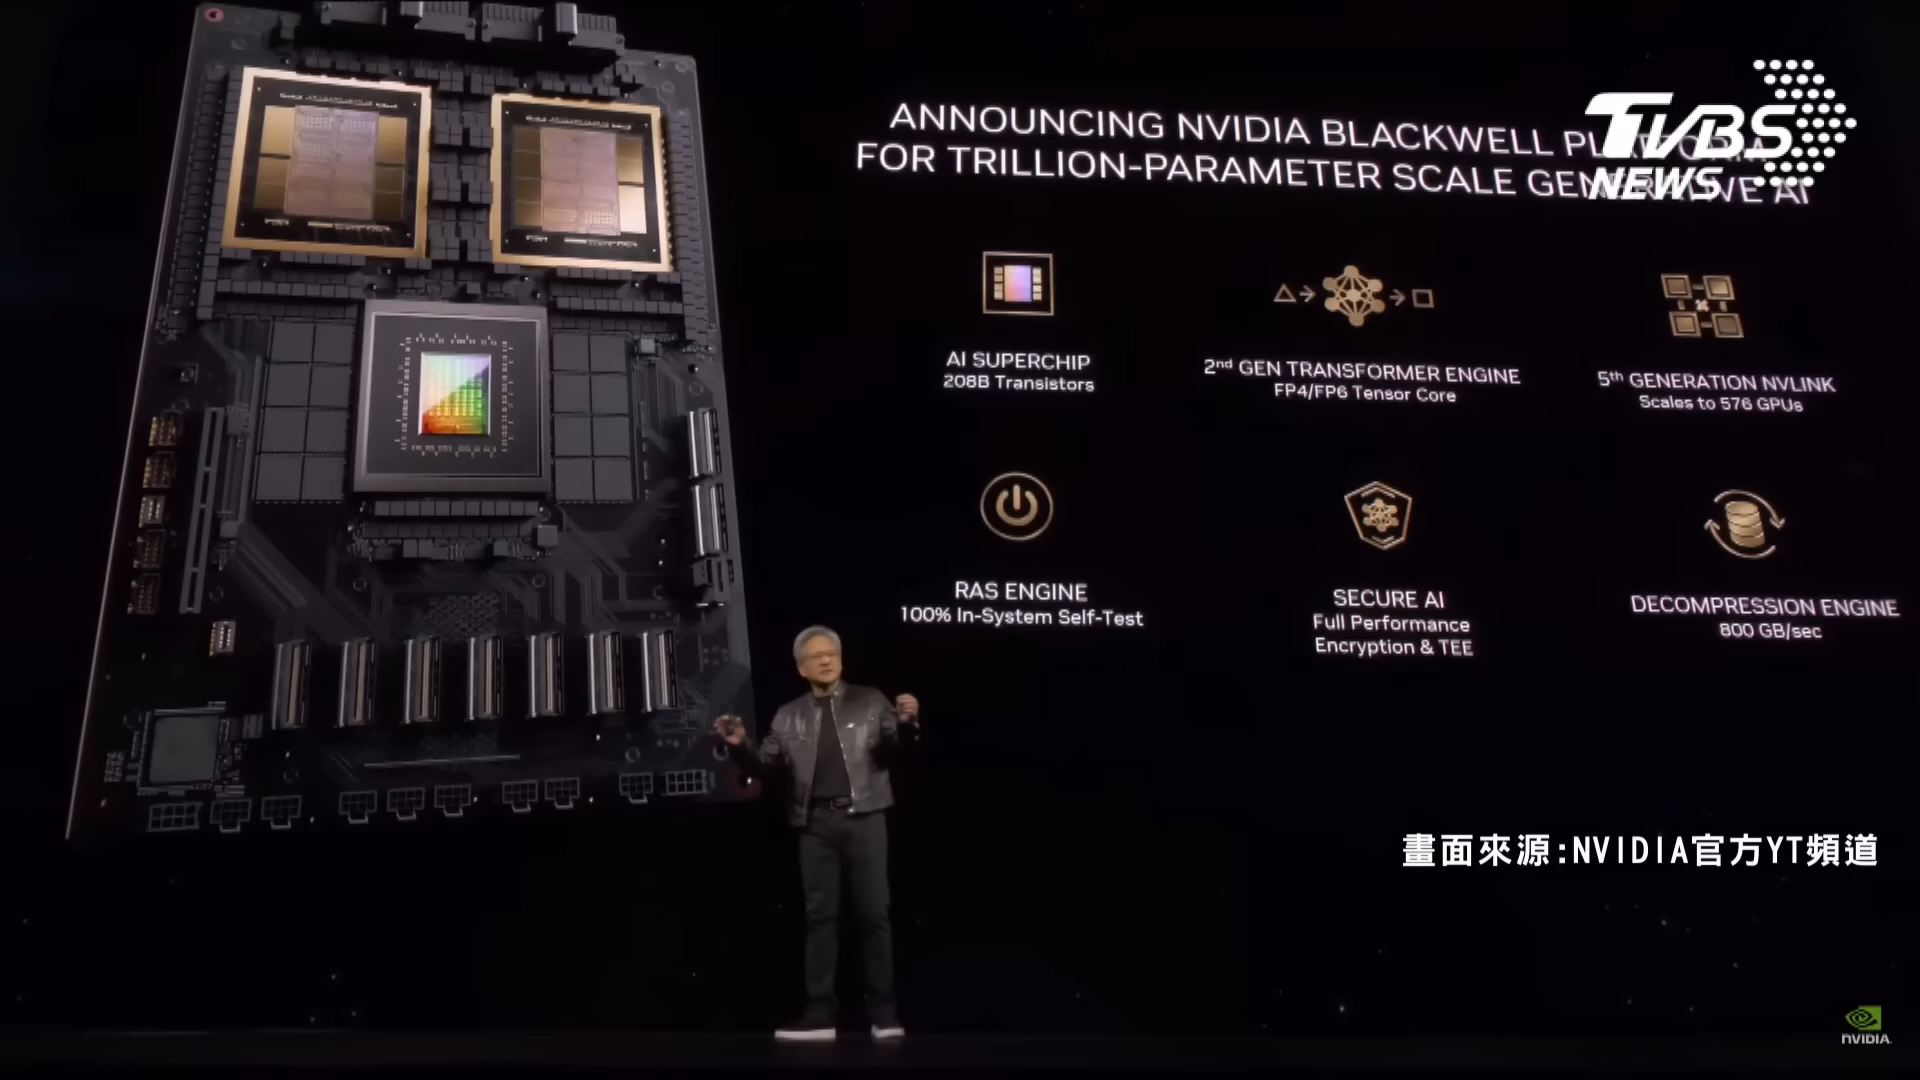 ANNOUNCING NVIDIA BLACKWELL PLATFORM
FOR TRILLION-PARAMETER SCALE GENERATIVE AI
TVBS
NEWS
AI SUPERCHIP
208B Transistors
2nd GEN TRANSFORMER ENGINE
FP4/FP6 Tensor Core
5th GENERATION NVLINK
Scales to 576 GPUs
RAS ENGINE
100% In-System Self-Test
SECURE AI
Full Performance
Encryption & TEE
DECOMPRESSION ENGINE
800 GB/sec
畫面來源:NVIDIA官方YT頻道
NVIDIA